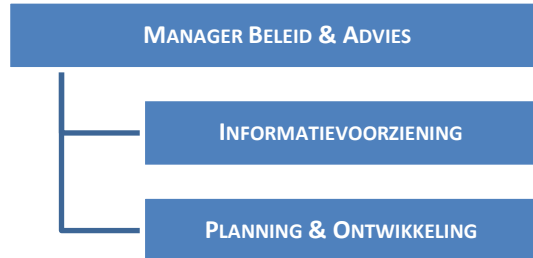 MANAGER BELEID & ADVIES
INFORMATIEVOORZIENING
PLANNING & ONTWIKKELING